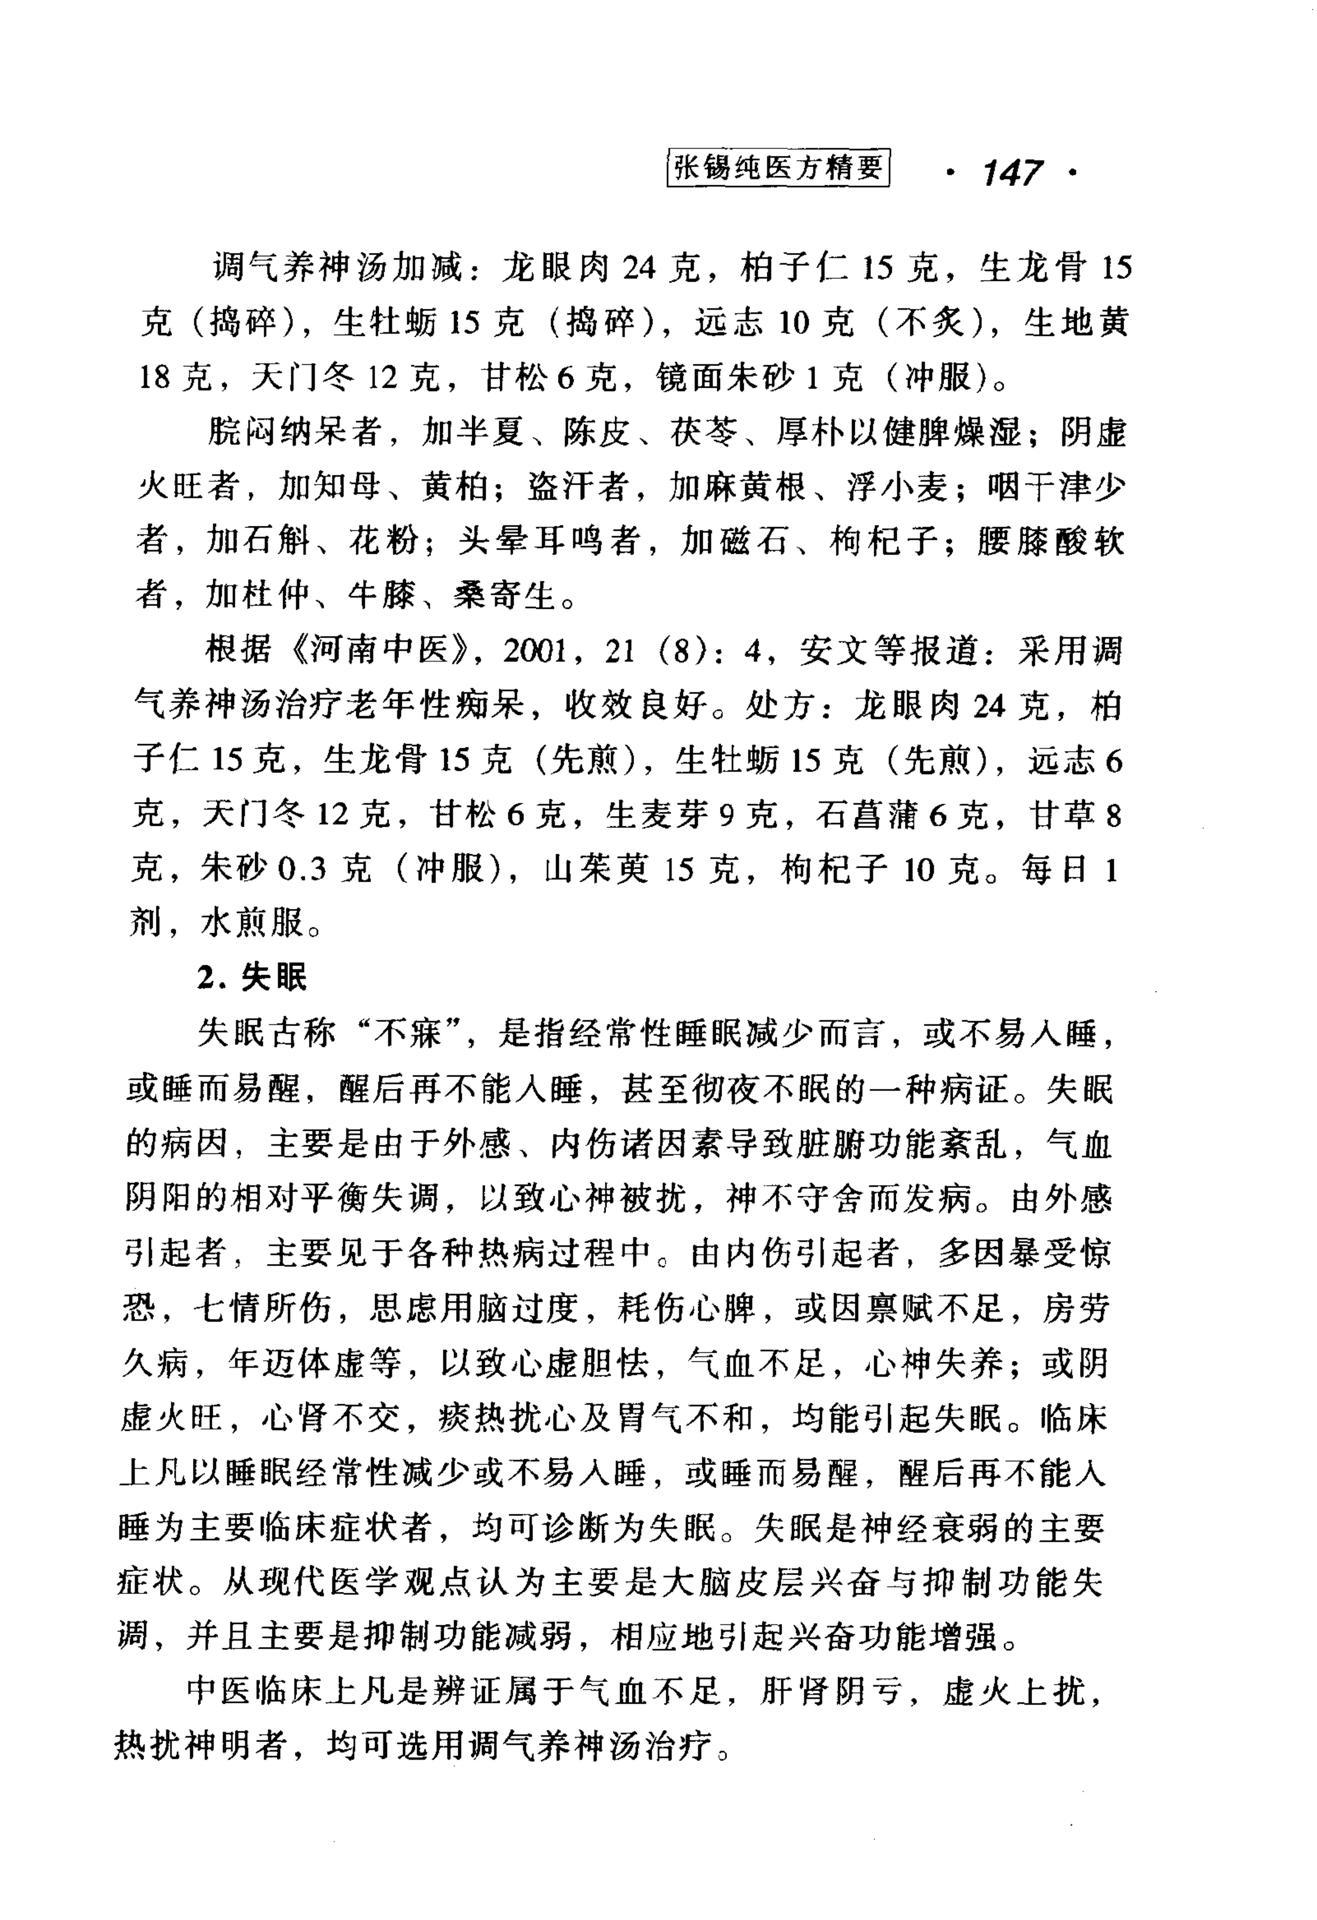 张锡纯医方精要 · 147 ·
调气养神汤加减：龙眼肉 24 克，柏子仁 15 克，生龙骨 15
克（捣碎），生牡蛎 15 克（捣碎），远志 10 克（不炙），生地黄
18 克，天门冬 12 克，甘松 6 克，镜面朱砂 1 克（冲服）。
脘闷纳呆者，加半夏、陈皮、茯苓、厚朴以健脾燥湿；阴虚
火旺者，加知母、黄柏；盗汗者，加麻黄根、浮小麦；咽干津少
者，加石斛、花粉；头晕耳鸣者，加磁石、枸杞子；腰膝酸软
者，加杜仲、牛膝、桑寄生。
根据《河南中医》，2001，21（8）：4，安文等报道：采用调
气养神汤治疗老年性痴呆，收效良好。处方：龙眼肉 24 克，柏
子仁 15 克，生龙骨 15 克（先煎），生牡蛎 15 克（先煎），远志 6
克，天门冬 12 克，甘松 6 克，生麦芽 9 克，石菖蒲 6 克，甘草 8
克，朱砂 0.3 克（冲服），山茱萸 15 克，枸杞子 10 克。每日 1
剂，水煎服。
2. 失眠
失眠古称“不寐”，是指经常性睡眠减少而言，或不易入睡，
或睡而易醒，醒后再不能入睡，甚至彻夜不眠的一种病证。失眠
的病因，主要是由于外感、内伤诸因素导致脏腑功能紊乱，气血
阴阳的相对平衡失调，以致心神被扰，神不守舍而发病。由外感
引起者，主要见于各种热病过程中。由内伤引起者，多因暴受惊
恐，七情所伤，思虑用脑过度，耗伤心脾，或因禀赋不足，房劳
久病，年迈体虚等，以致心虚胆怯，气血不足，心神失养；或阴
虚火旺，心肾不交，痰热扰心及胃气不和，均能引起失眠。临床
上凡以睡眠经常性减少或不易入睡，或睡而易醒，醒后再不能入
睡为主要临床症状者，均可诊断为失眠。失眠是神经衰弱的主要
症状。从现代医学观点认为主要是大脑皮层兴奋与抑制功能失
调，并且主要是抑制功能减弱，相应地引起兴奋功能增强。
中医临床上凡是辨证属于气血不足，肝肾阴亏，虚火上扰，
热扰神明者，均可选用调气养神汤治疗。